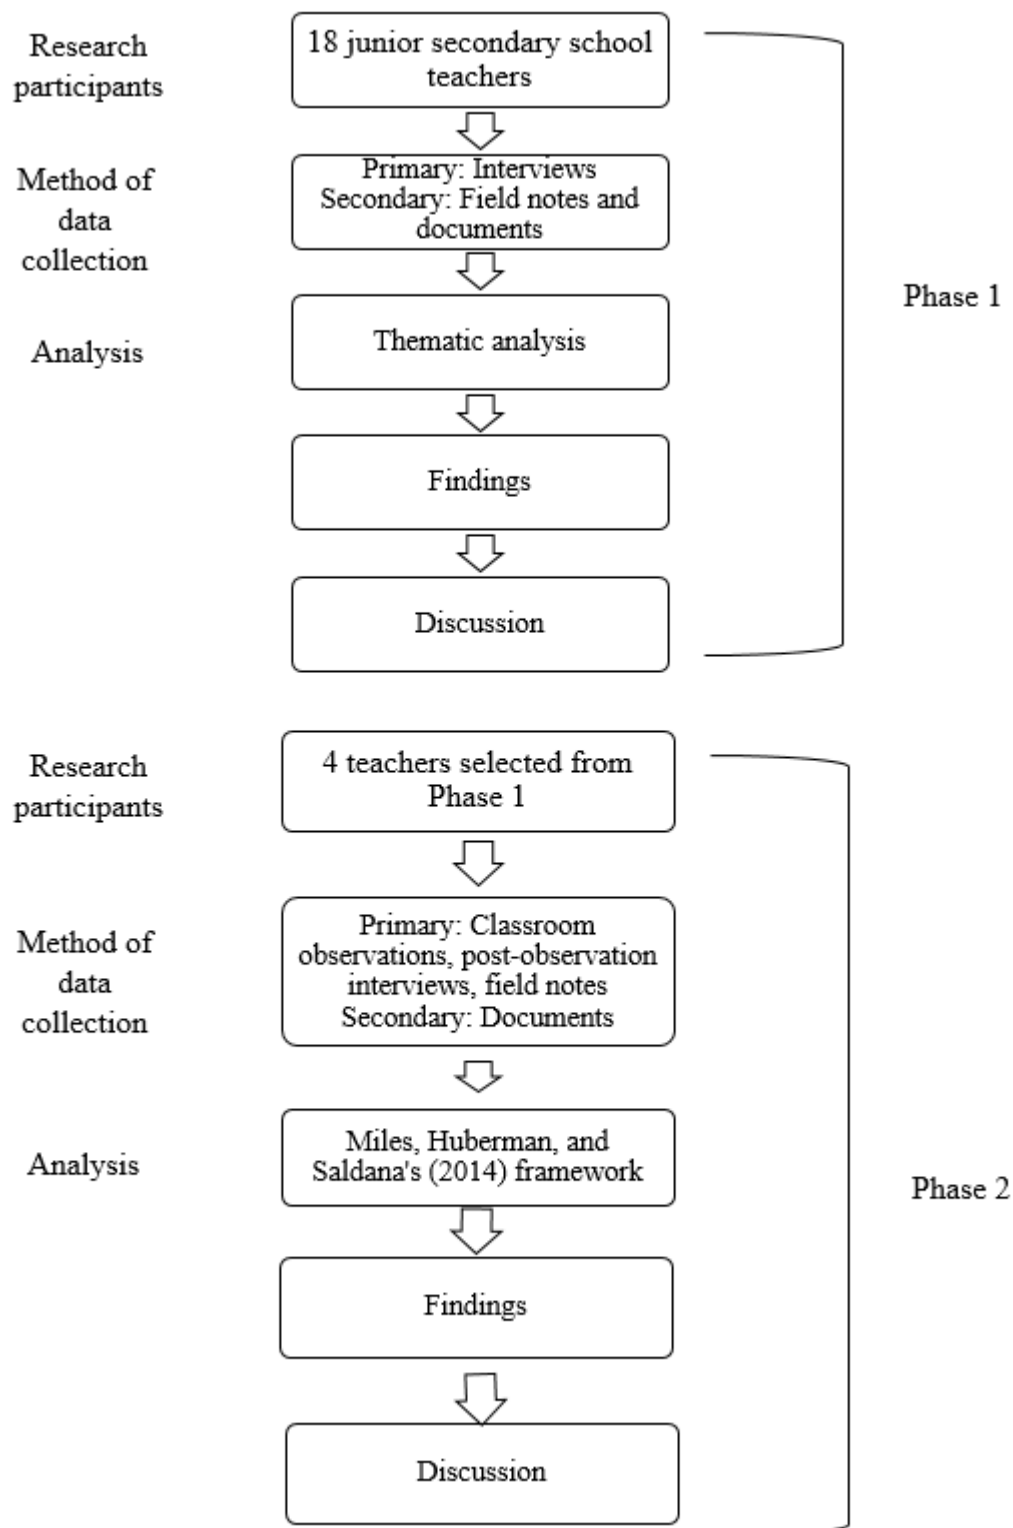 Research
participants
18 junior secondary school
teachers
Method of
data
collection
Primary: Interviews
Secondary: Field notes and
documents
Phase 1
Analysis
Thematic analysis
Findings
Discussion
Research
participants
4 teachers selected from
Phase 1
Method of
data
collection
Primary: Classroom
observations, post-observation
interviews, field notes
Secondary: Documents
Analysis
Miles, Huberman, and
Saldana's (2014) framework
Phase 2
Findings
Discussion